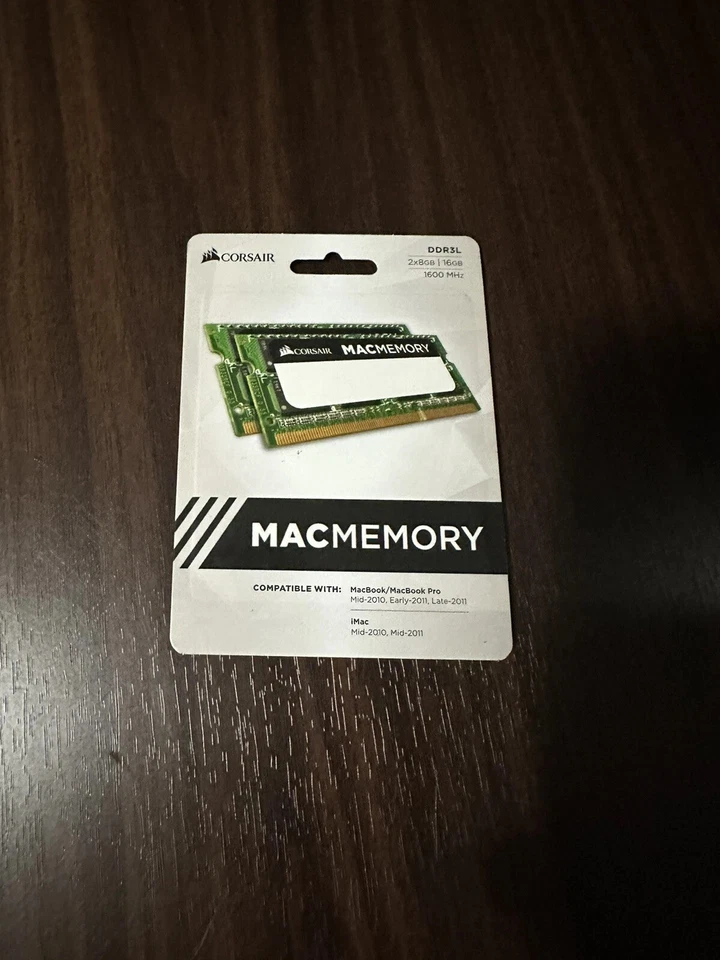 CORSAIR
DDR3L
2x8GB | 16GB
1600 MHz
CORSAIR MACMEMORY
MACMEMORY
COMPATIBLE WITH: MacBook/MacBook Pro
Mid-2010, Early-2011, Late-2011
iMac
Mid-2010, Mid-2011